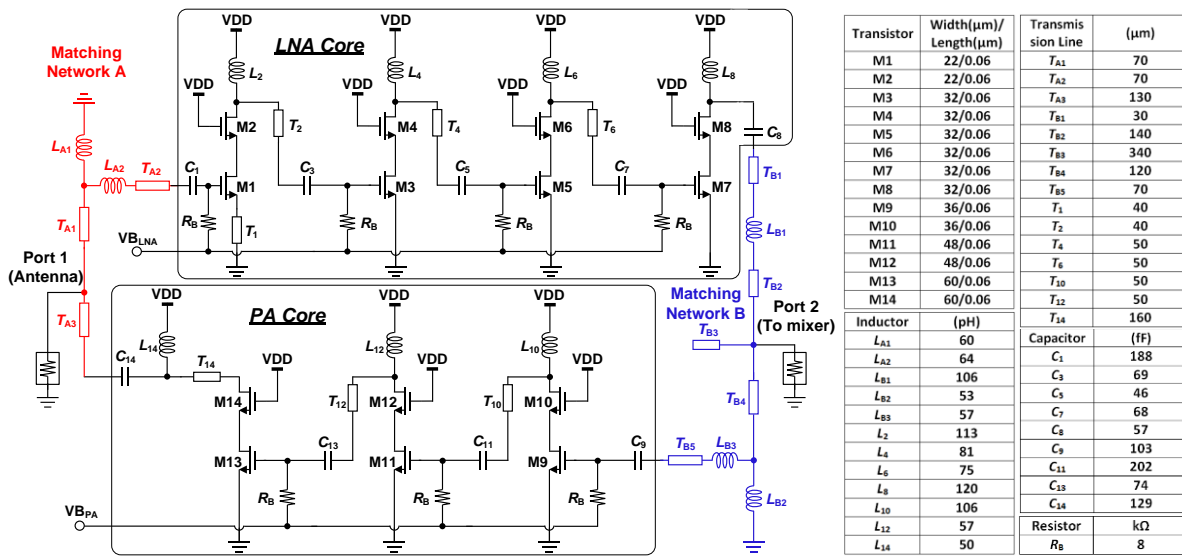 VDD VDD VDD VDD
LNA Core
Matching
Network A
L2 L4 L6 L8
VDD VDD VDD VDD
M2 T2 M4 T4 M6 T6 M8 C8
LA1
LA2 TA2 C1 M1 C3 M3 C5 M5 C7 M7 TB1
RB T1 RB RB RB
TA1
VBLNA
LB1
Port 1
(Antenna)
TB2
VDD VDD VDD
PA Core
Matching
Network B
Port 2
(To mixer)
TA3
TB3
L14 L12 L10
VDD VDD VDD
C14 T14
M14 T12 M12 T10 M10
TB4
M13 C13 M11 C11 M9 C9 TB5 LB3
RB RB RB
LB2
VBPA
Transistor Width(μm)/
Length(μm)
M1 22/0.06
M2 22/0.06
M3 32/0.06
M4 32/0.06
M5 32/0.06
M6 32/0.06
M7 32/0.06
M8 32/0.06
M9 36/0.06
M10 36/0.06
M11 48/0.06
M12 48/0.06
M13 60/0.06
M14 60/0.06
Inductor (pH)
LA1 60
LA2 64
LB1 106
LB2 53
LB3 57
L2 113
L4 81
L6 75
L8 120
L10 106
L12 57
L14 50
Transmis
sion Line (μm)
TA1 70
TA2 70
TA3 130
TB1 30
TB2 140
TB3 340
TB4 120
TB5 70
T1 40
T2 40
T4 50
T6 50
T10 50
T12 50
T14 160
Capacitor (fF)
C1 188
C3 69
C5 46
C7 68
C8 57
C9 103
C11 202
C13 74
C14 129
Resistor kΩ
RB 8